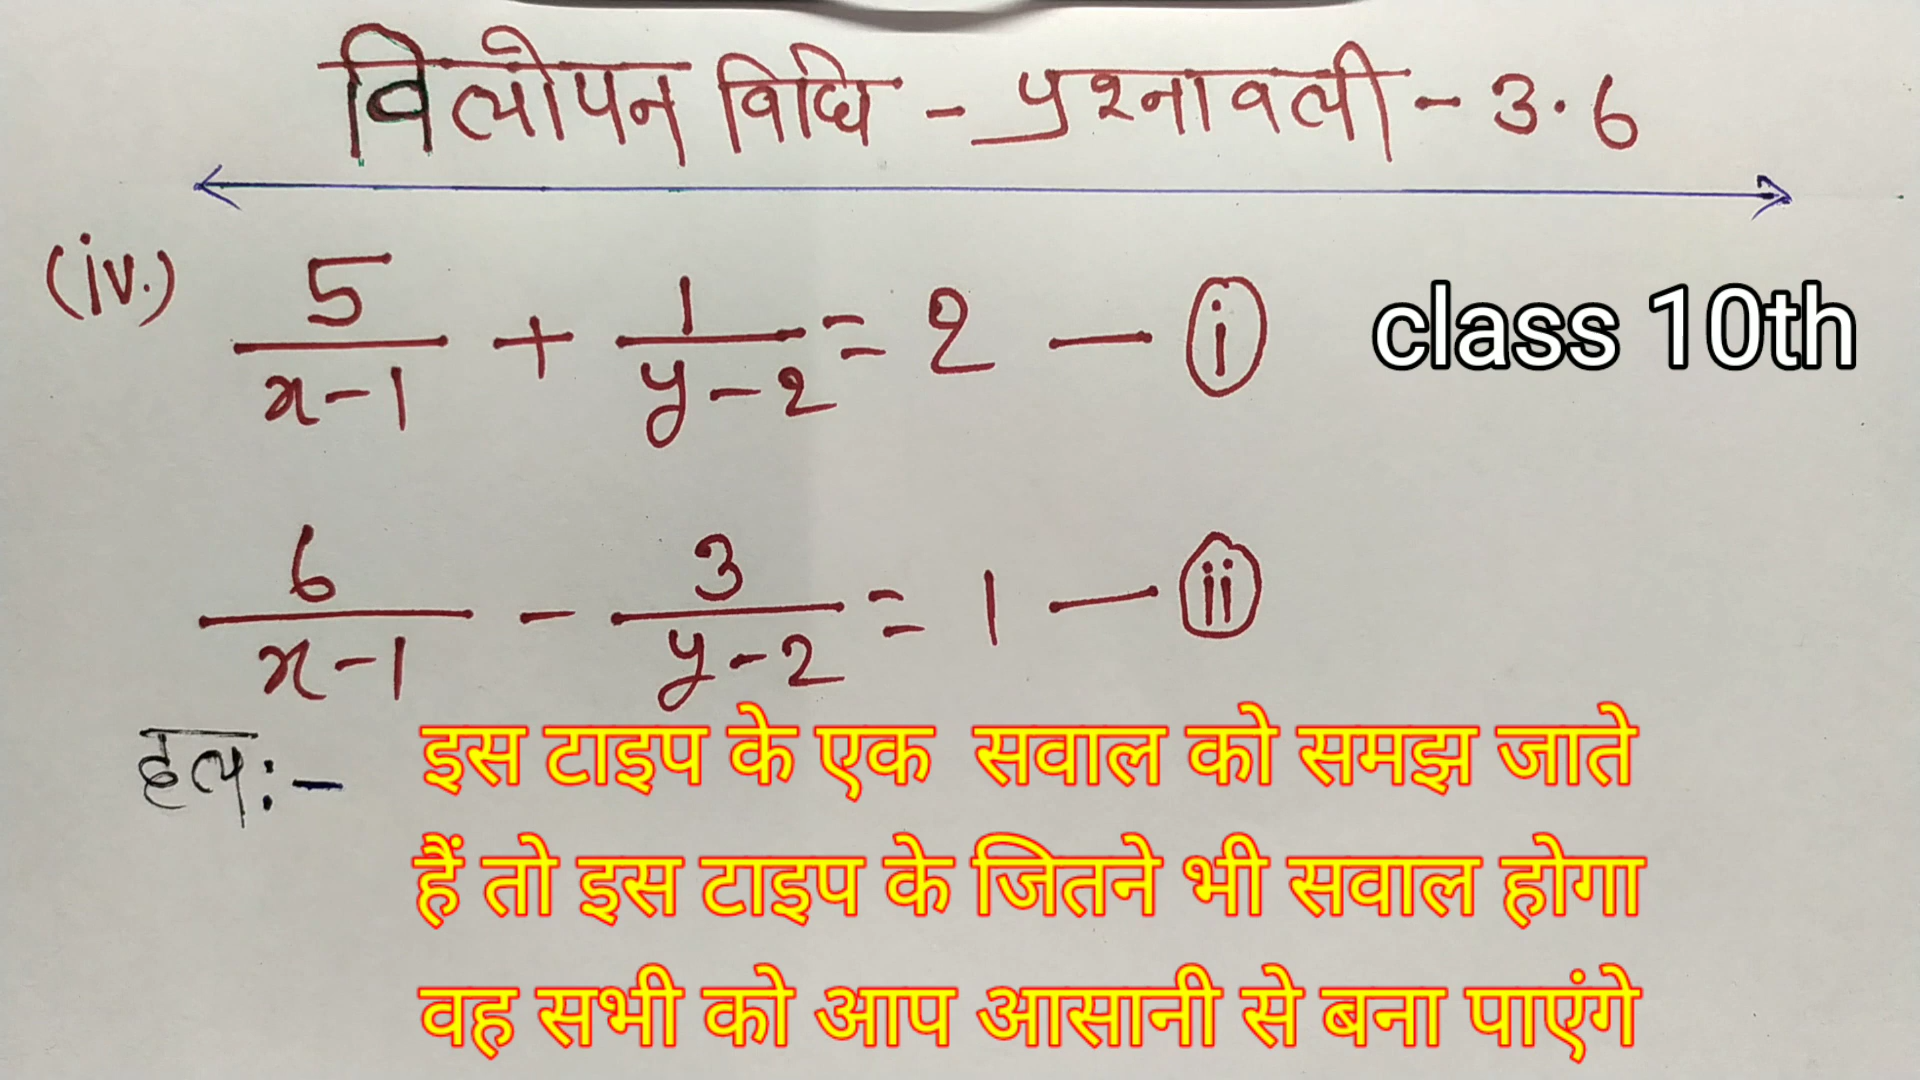 विलोपन विधि - प्रश्नावली - 3.6
(iv.) 5/(x-1) + 1/(y-2) = 2 — (i)
class 10th
6/(x-1) - 3/(y-2) = 1 — (ii)
हल:-
इस टाइप के एक सवाल को समझ जाते
हैं तो इस टाइप के जितने भी सवाल होगा
वह सभी को आप आसानी से बना पाएंगे